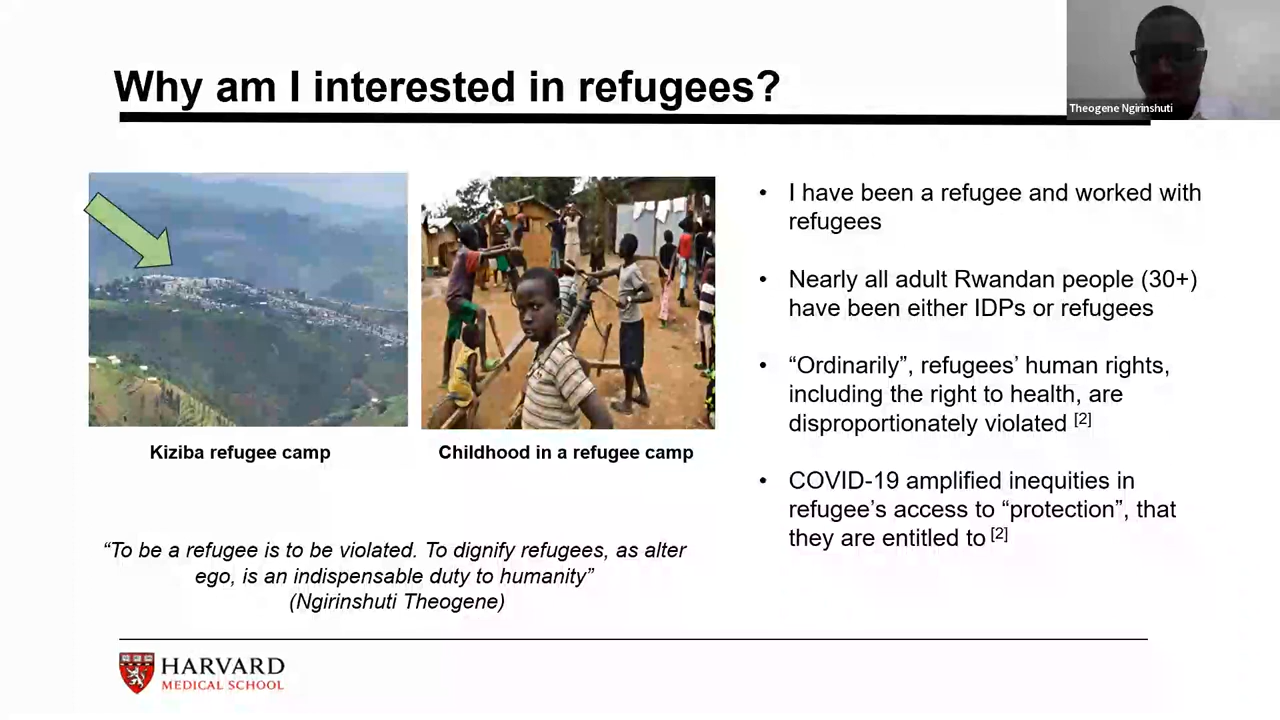 Why am I interested in refugees?
Theogene Ngirinshuti
Kiziba refugee camp
Childhood in a refugee camp
“To be a refugee is to be violated. To dignify refugees, as alter
ego, is an indispensable duty to humanity”
(Ngirinshuti Theogene)
• I have been a refugee and worked with
refugees
• Nearly all adult Rwandan people (30+)
have been either IDPs or refugees
• “Ordinarily”, refugees’ human rights,
including the right to health, are
disproportionately violated [2]
• COVID-19 amplified inequities in
refugee’s access to “protection”, that
they are entitled to [2]
HARVARD
MEDICAL SCHOOL